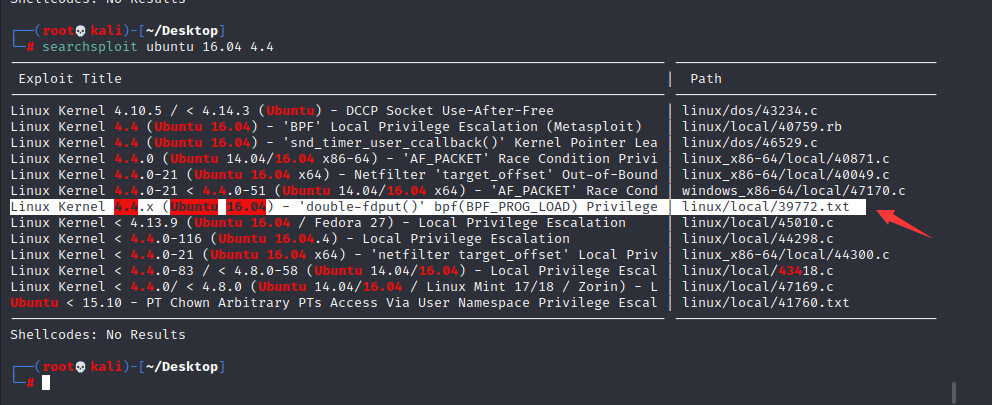 Shellcodes: No Results
┌──(root💀kali)-[~/Desktop]
└─# searchsploit ubuntu 16.04 4.4
Exploit Title | Path
Linux Kernel 4.10.5 / < 4.14.3 (Ubuntu) - DCCP Socket Use-After-Free | linux/dos/43234.c
Linux Kernel 4.4 (Ubuntu 16.04) - 'BPF' Local Privilege Escalation (Metasploit) | linux/local/40759.rb
Linux Kernel 4.4 (Ubuntu 16.04) - 'snd_timer_user_ccallback()' Kernel Pointer Lea | linux/dos/46529.c
Linux Kernel 4.4.0 (Ubuntu 14.04/16.04 x86-64) - 'AF_PACKET' Race Condition Privi | linux_x86-64/local/40871.c
Linux Kernel 4.4.0-21 (Ubuntu 16.04 x64) - Netfilter 'target_offset' Out-of-Bound | linux_x86-64/local/40049.c
Linux Kernel 4.4.0-21 < 4.4.0-51 (Ubuntu 14.04/16.04 x64) - 'AF_PACKET' Race Cond | windows_x86-64/local/47170.c
Linux Kernel 4.4.x (Ubuntu 16.04) - 'double-fdput()' bpf(BPF_PROG_LOAD) Privilege | linux/local/39772.txt
Linux Kernel < 4.13.9 (Ubuntu 16.04 / Fedora 27) - Local Privilege Escalation | linux/local/45010.c
Linux Kernel < 4.4.0-116 (Ubuntu 16.04.4) - Local Privilege Escalation | linux/local/44298.c
Linux Kernel < 4.4.0-21 (Ubuntu 16.04 x64) - 'netfilter target_offset' Local Priv | linux_x86-64/local/44300.c
Linux Kernel < 4.4.0-83 / < 4.8.0-58 (Ubuntu 14.04/16.04) - Local Privilege Escal | linux/local/43418.c
Linux Kernel < 4.4.0/ < 4.8.0 (Ubuntu 14.04/16.04 / Linux Mint 17/18 / Zorin) - L | linux/local/47169.c
Ubuntu < 15.10 - PT Chown Arbitrary PTs Access Via User Namespace Privilege Escal | linux/local/41760.txt
Shellcodes: No Results
┌──(root💀kali)-[~/Desktop]
└─#